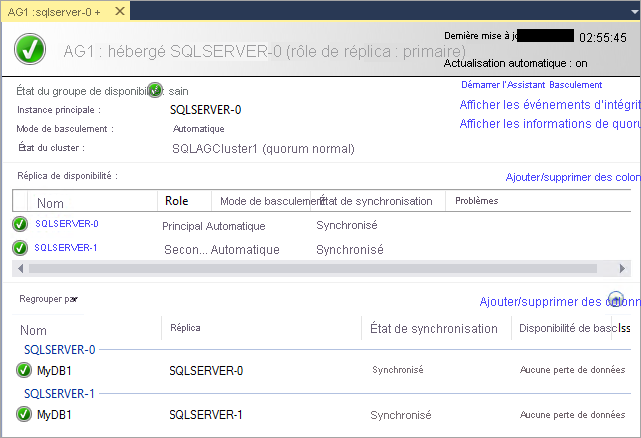 AG1 :sqlserver-0 +
AG1 : hébergé SQLSERVER-0 (rôle de réplica : primaire)
Dernière mise à jo 02:55:45
Actualisation automatique : on
État du groupe de disponibili : sain
Démarrer l'Assistant Basculement
Instance principale : SQLSERVER-0
Afficher les événements d'intégrit
Mode de basculement : Automatique
Afficher les informations de quoru
État du cluster : SQLAGCluster1 (quorum normal)
Réplica de disponibilité :
Ajouter/supprimer des colon
Nom Role Mode de basculement État de synchronisation Problèmes
SQLSERVER-0 Principal Automatique Synchronisé
SQLSERVER-1 Secon... Automatique Synchronisé
Regrouper par
Ajouter/supprimer des colonn
Nom Réplica État de synchronisation Disponibilité de basc Iss
SQLSERVER-0
MyDB1 SQLSERVER-0 Synchronisé Aucune perte de données
SQLSERVER-1
MyDB1 SQLSERVER-1 Synchronisé Aucune perte de données